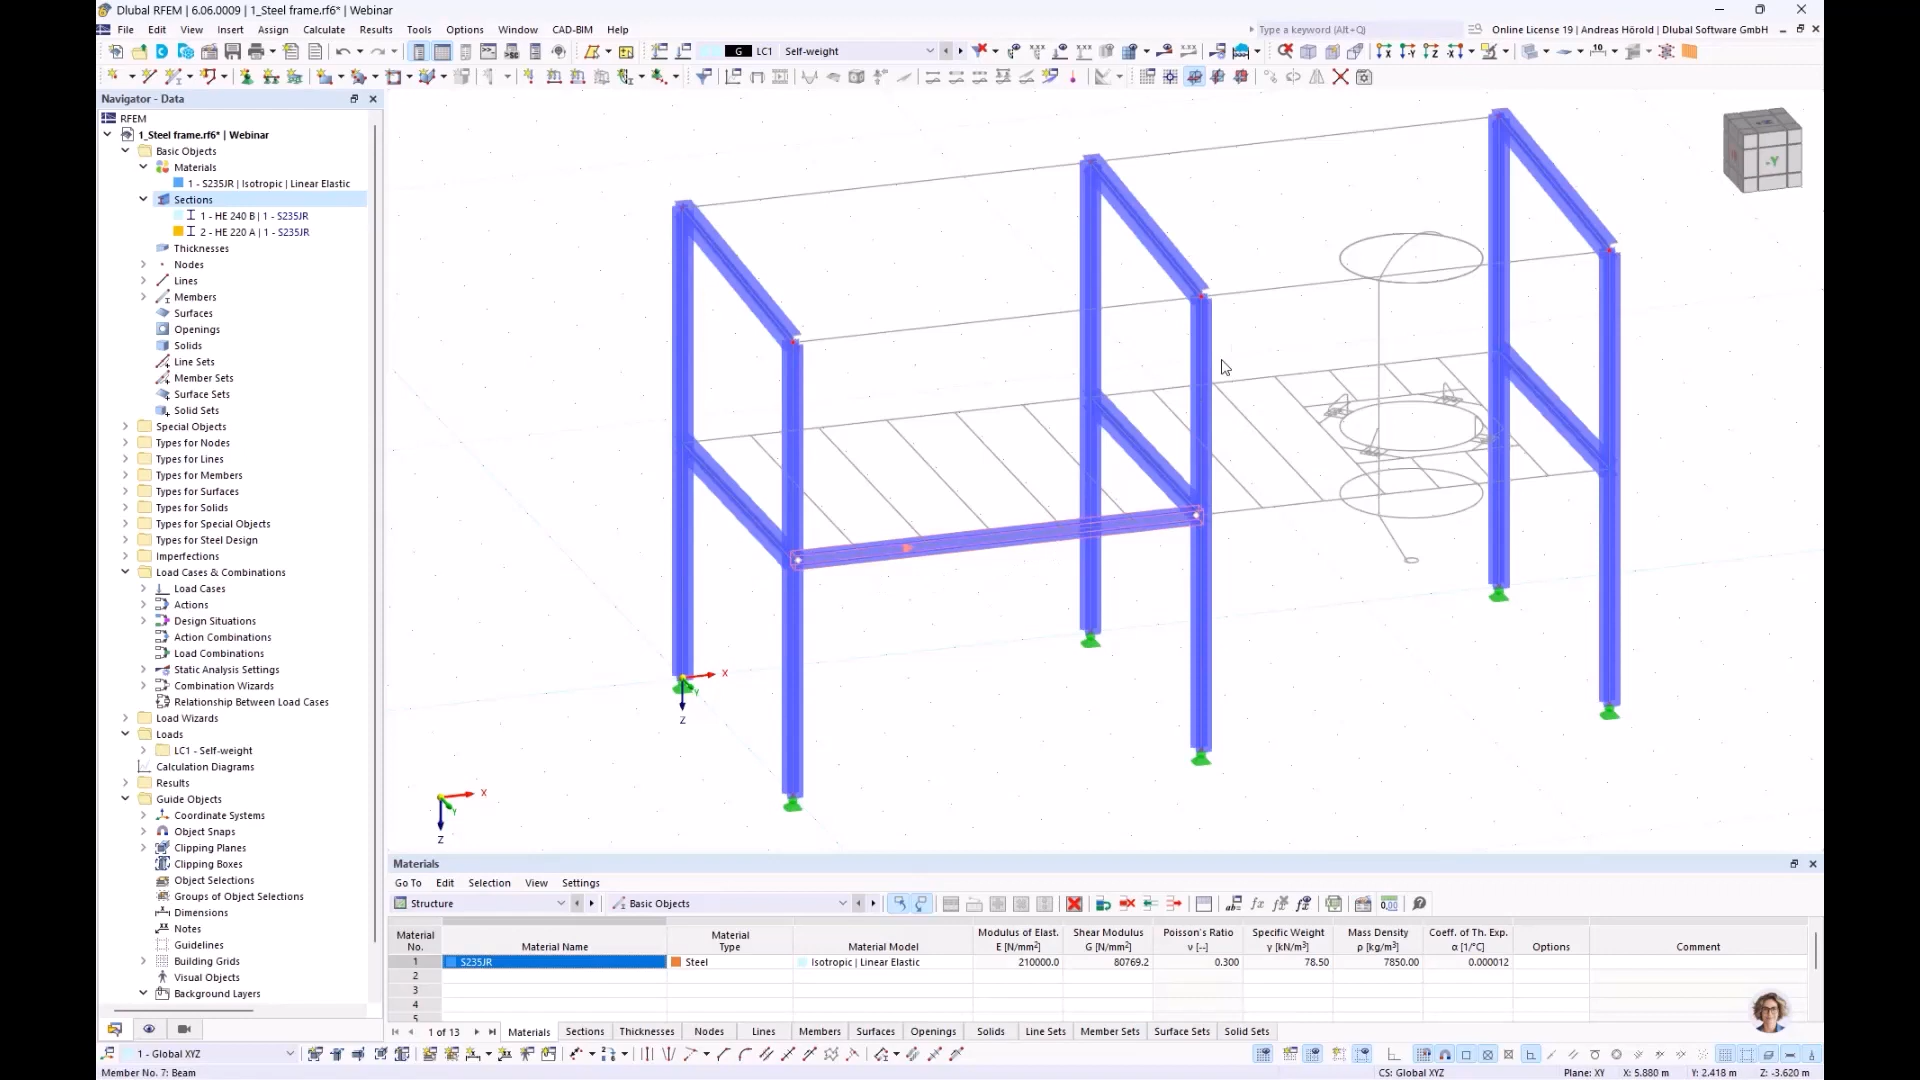 Dlubal RFEM | 6.06.0009 | 1_Steel frame.rf6* | Webinar
File Edit View Insert Assign Calculate Results Tools Options Window CAD-BIM Help
Type a keyword (Alt+Q)
Online License 19 | Andreas Hörold | Dlubal Software GmbH
G LC1 Self-weight
Navigator - Data
RFEM
1_Steel frame.rf6* | Webinar
Basic Objects
Materials
1 - S235JR | Isotropic | Linear Elastic
Sections
1 - HE 240 B | 1 - S235JR
2 - HE 220 A | 1 - S235JR
Thicknesses
Nodes
Lines
Members
Surfaces
Openings
Solids
Line Sets
Member Sets
Surface Sets
Solid Sets
Special Objects
Types for Nodes
Types for Lines
Types for Members
Types for Surfaces
Types for Solids
Types for Special Objects
Types for Steel Design
Imperfections
Load Cases & Combinations
Load Cases
Actions
Design Situations
Action Combinations
Load Combinations
Static Analysis Settings
Combination Wizards
Relationship Between Load Cases
Load Wizards
Loads
LC1 - Self-weight
Calculation Diagrams
Results
Guide Objects
Coordinate Systems
Object Snaps
Clipping Planes
Clipping Boxes
Object Selections
Groups of Object Selections
Dimensions
Notes
Guidelines
Building Grids
Visual Objects
Background Layers
1 - Global XYZ
-Y
X
Y
Z
X
Y
Z
Materials
Go To Edit Selection View Settings
Structure
Basic Objects
Material No. Material Name Material Type Material Model Modulus of Elast. E [N/mm²] Shear Modulus G [N/mm²] Poisson's Ratio ν [--] Specific Weight γ [kN/m³] Mass Density ρ [kg/m³] Coeff. of Th. Exp. α [1/°C] Options Comment
1 S235JR Steel Isotropic | Linear Elastic 210000.0 80769.2 0.300 78.50 7850.00 0.000012
2
3
4
5
1 of 13 Materials Sections Thicknesses Nodes Lines Members Surfaces Openings Solids Line Sets Member Sets Surface Sets Solid Sets
Member No. 7: Beam
CS: Global XYZ Plane: XY X: 5.880 m Y: 2.418 m Z: -3.620 m